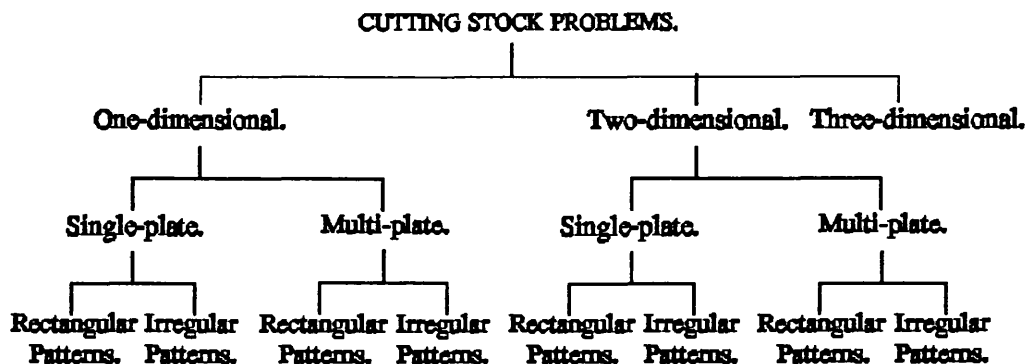 CUTTING STOCK PROBLEMS.
One-dimensional. Two-dimensional. Three-dimensional.
Single-plate. Multi-plate. Single-plate. Multi-plate.
Rectangular Irregular Rectangular Irregular Rectangular Irregular Rectangular Irregular
Patterns. Patterns. Patterns. Patterns. Patterns. Patterns. Patterns. Patterns.